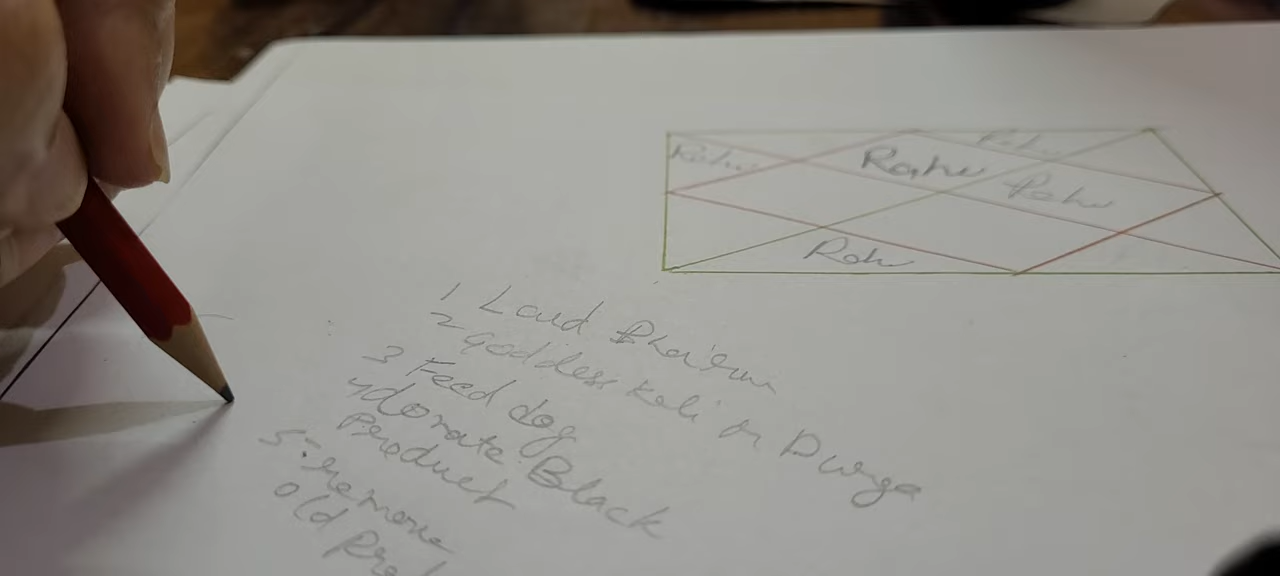 Rahu
Rahu
Rahu
Rahu
Rahu
1 Lord Bhairav
2 Goddess Kali or Durga
3 Feed dog
4 donate Black
Product
5:- remove
old Prod